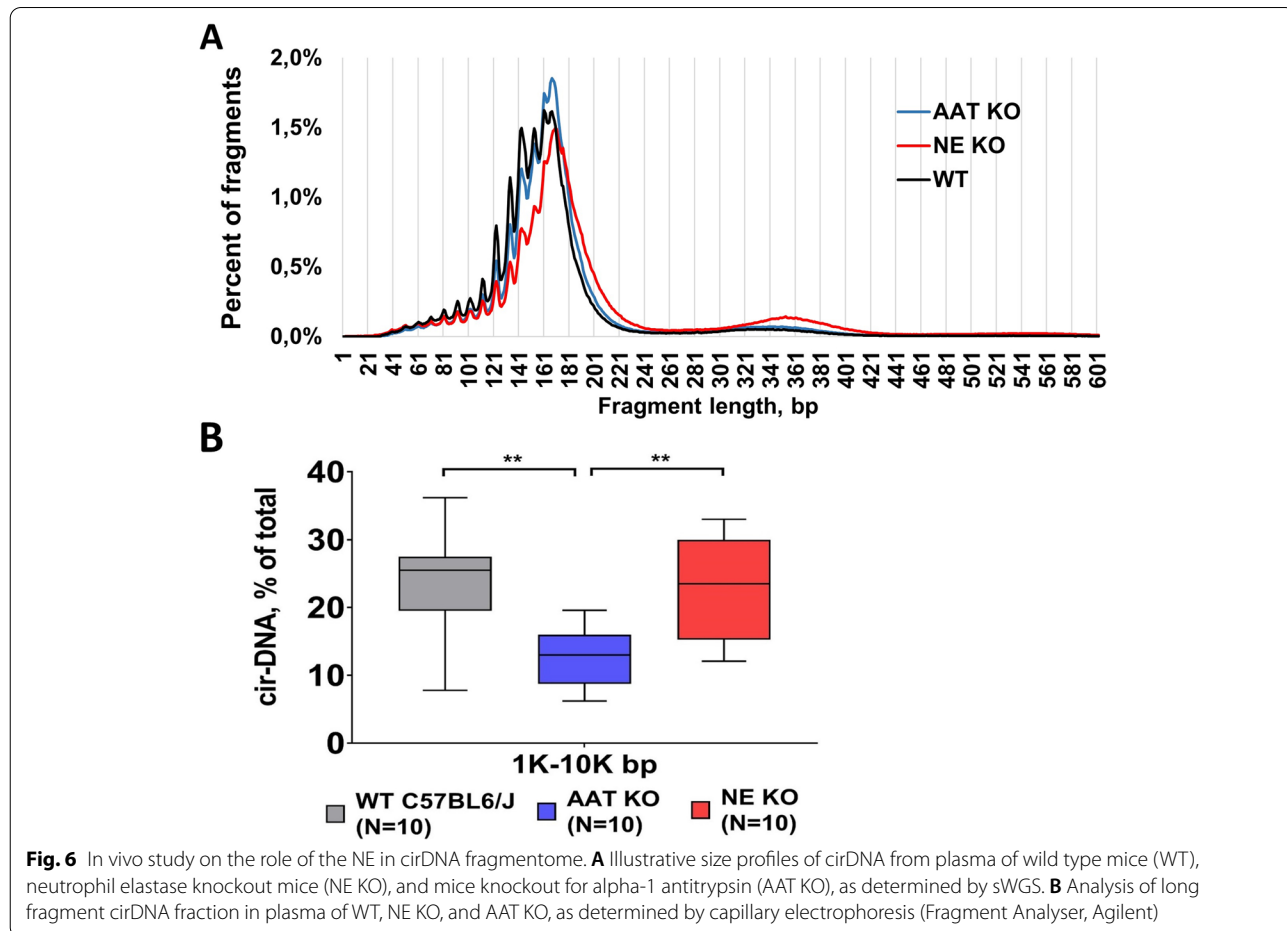 A
2,0%
1,5%
1,0%
0,5%
0,0%
Percent of fragments
AAT KO
NE KO
WT
1 21 41 61 81 101 121 141 161 181 201 221 241 261 281 301 321 341 361 381 401 421 441 461 481 501 521 541 561 581 601
Fragment length, bp
B
** **
40
30
20
10
0
cir-DNA, % of total
1K-10K bp
WT C57BL6/J AAT KO NE KO
(N=10) (N=10) (N=10)
Fig. 6 In vivo study on the role of the NE in cirDNA fragmentome. A Illustrative size profiles of cirDNA from plasma of wild type mice (WT),
neutrophil elastase knockout mice (NE KO), and mice knockout for alpha-1 antitrypsin (AAT KO), as determined by sWGS. B Analysis of long
fragment cirDNA fraction in plasma of WT, NE KO, and AAT KO, as determined by capillary electrophoresis (Fragment Analyser, Agilent)